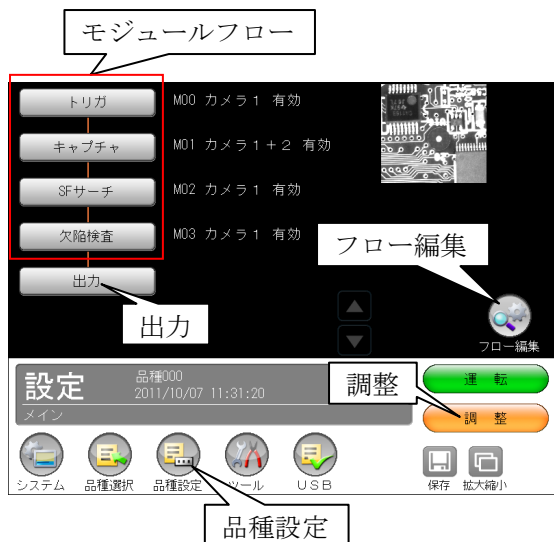 モジュールフロー
トリガ M00 カメラ1 有効
キャプチャ M01 カメラ1+2 有効
SFサーチ M02 カメラ1 有効
欠陥検査 M03 カメラ1 有効
フロー編集
出力
出力
フロー編集
設定 品種000
2011/10/07 11:31:20
メイン
調整
運 転
調 整
システム 品種選択 品種設定 ツール USB 保存 拡大縮小
品種設定